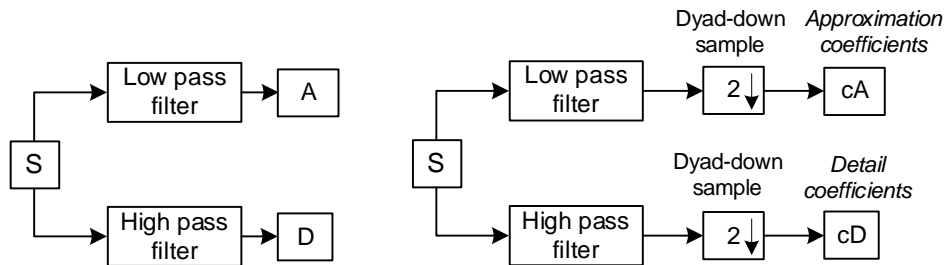 Low pass
filter
A
S
High pass
filter
D
Dyad-down
sample
Approximation
coefficients
Low pass
filter
2
cA
S
Dyad-down
sample
Detail
coefficients
High pass
filter
2
cD